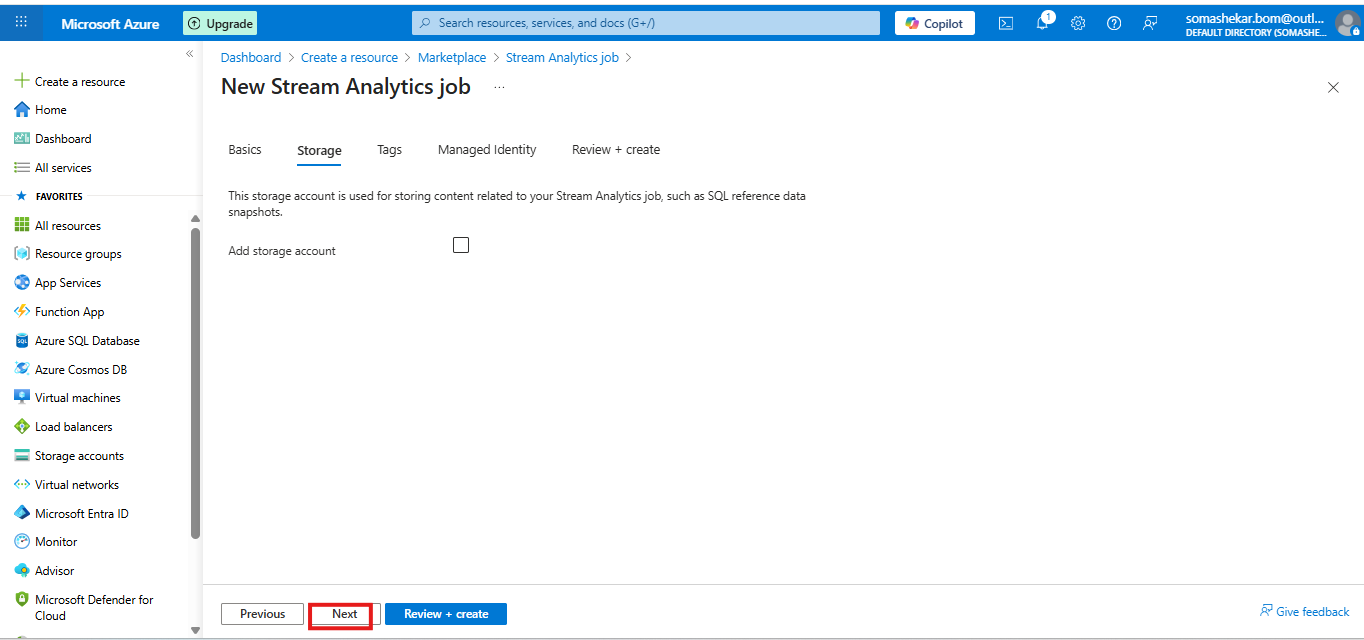 Microsoft Azure
Upgrade
Search resources, services, and docs (G+/)
Copilot
1
somashekar.bom@outl...
DEFAULT DIRECTORY (SOMASHE...
Create a resource
Home
Dashboard
All services
FAVORITES
All resources
Resource groups
App Services
Function App
SQL
Azure SQL Database
Azure Cosmos DB
Virtual machines
Load balancers
Storage accounts
Virtual networks
Microsoft Entra ID
Monitor
Advisor
Microsoft Defender for
Cloud
Dashboard > Create a resource > Marketplace > Stream Analytics job >
New Stream Analytics job ...
Basics Storage Tags Managed Identity Review + create
This storage account is used for storing content related to your Stream Analytics job, such as SQL reference data
snapshots.
Add storage account
Previous Next Review + create
Give feedback